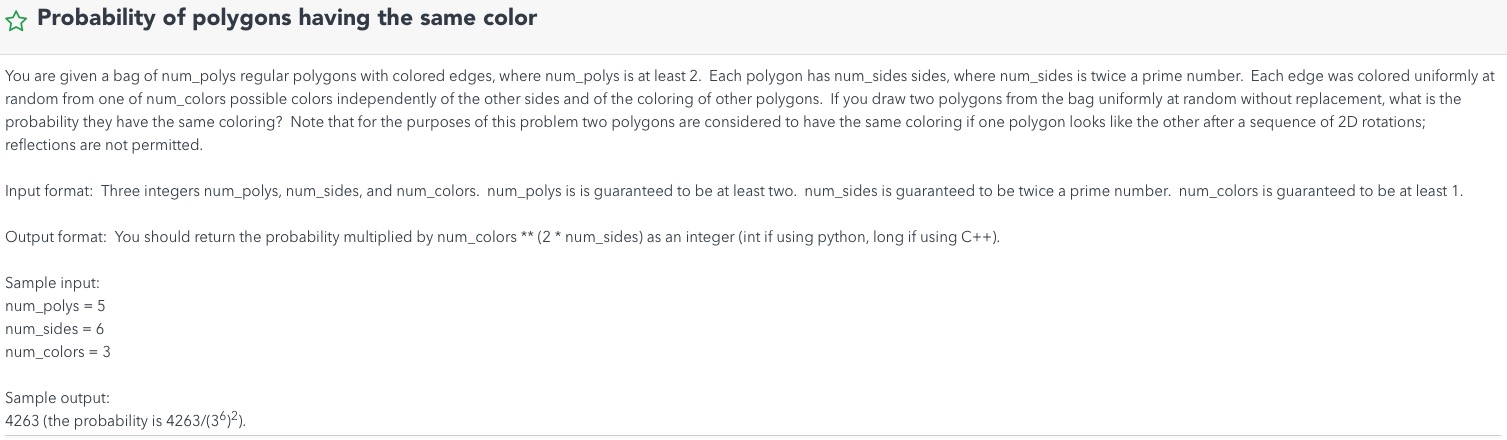 Probability of polygons having the same color
You are given a bag of num_polys regular polygons with colored edges, where num_polys is at least 2.  Each polygon has num_sides sides, where num_sides is twice a prime number.  Each edge was colored uniformly at
random from one of num_colors possible colors independently of the other sides and of the coloring of other polygons.  If you draw two polygons from the bag uniformly at random without replacement, what is the
probability they have the same coloring?  Note that for the purposes of this problem two polygons are considered to have the same coloring if one polygon looks like the other after a sequence of 2D rotations;
reflections are not permitted.
Input format:  Three integers num_polys, num_sides, and num_colors.  num_polys is is guaranteed to be at least two.  num_sides is guaranteed to be twice a prime number.  num_colors is guaranteed to be at least 1.
Output format:  You should return the probability multiplied by num_colors ** (2 * num_sides) as an integer (int if using python, long if using C++).
Sample input:
num_polys = 5
num_sides = 6
num_colors = 3
Sample output:
4263 (the probability is 4263/(3⁶)²).